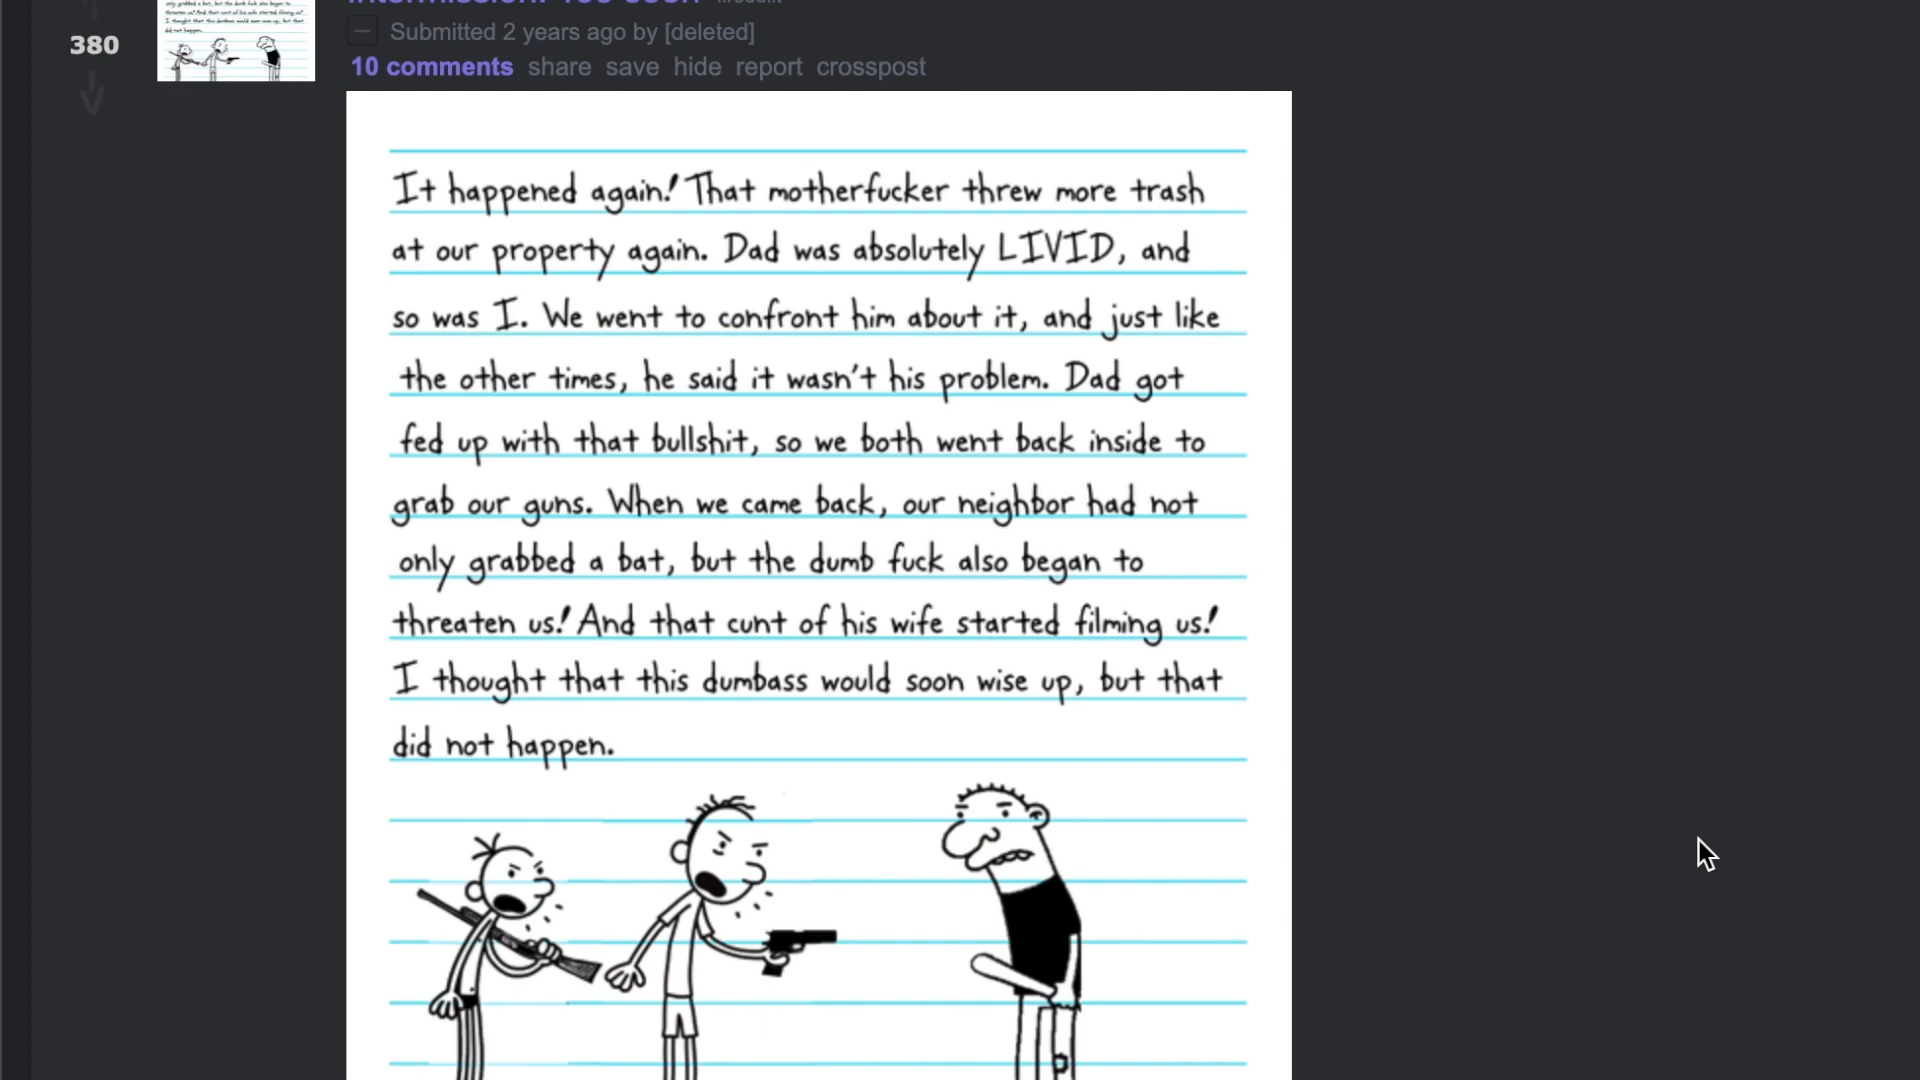 380
Submitted 2 years ago by [deleted]
10 comments share save hide report crosspost
It happened again! That motherfucker threw more trash
at our property again. Dad was absolutely LIVID, and
so was I. We went to confront him about it, and just like
the other times, he said it wasn't his problem. Dad got
fed up with that bullshit, so we both went back inside to
grab our guns. When we came back, our neighbor had not
only grabbed a bat, but the dumb fuck also began to
threaten us! And that cunt of his wife started filming us!
I thought that this dumbass would soon wise up, but that
did not happen.